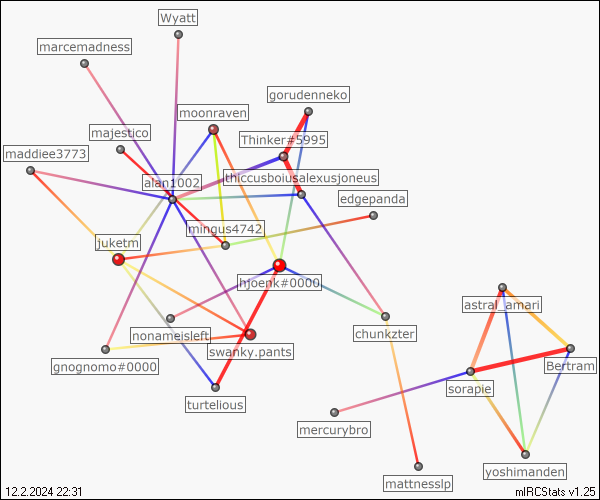 Wyatt
marcemadness
gorudenneko
moonraven
majestico
Thinker#5995
maddiee3773
thiccusboiusalexusjoneus
alan1002
edgepanda
mingus4742
juketm
hjoenk#0000
astral_amari
nonameisleft
chunkzter
swanky.pants
gnognomo#0000
Bertram
sorapie
turtelious
mercurybro
yoshimanden
mattnesslp
12.2.2024 22:31
mIRCStats v1.25